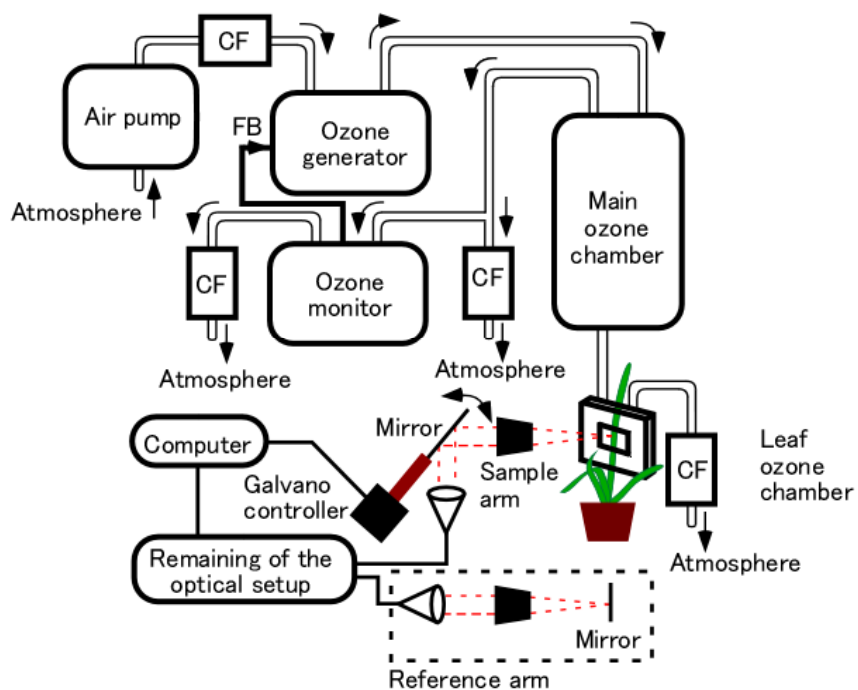 CF
Air pump
FB
Ozone
generator
Main
ozone
chamber
Atmosphere
CF
Ozone
monitor
CF
Atmosphere
Atmosphere
Computer
Mirror
Galvano
controller
Sample
arm
CF
Leaf
ozone
chamber
Atmosphere
Remaining of the
optical setup
Mirror
Reference arm